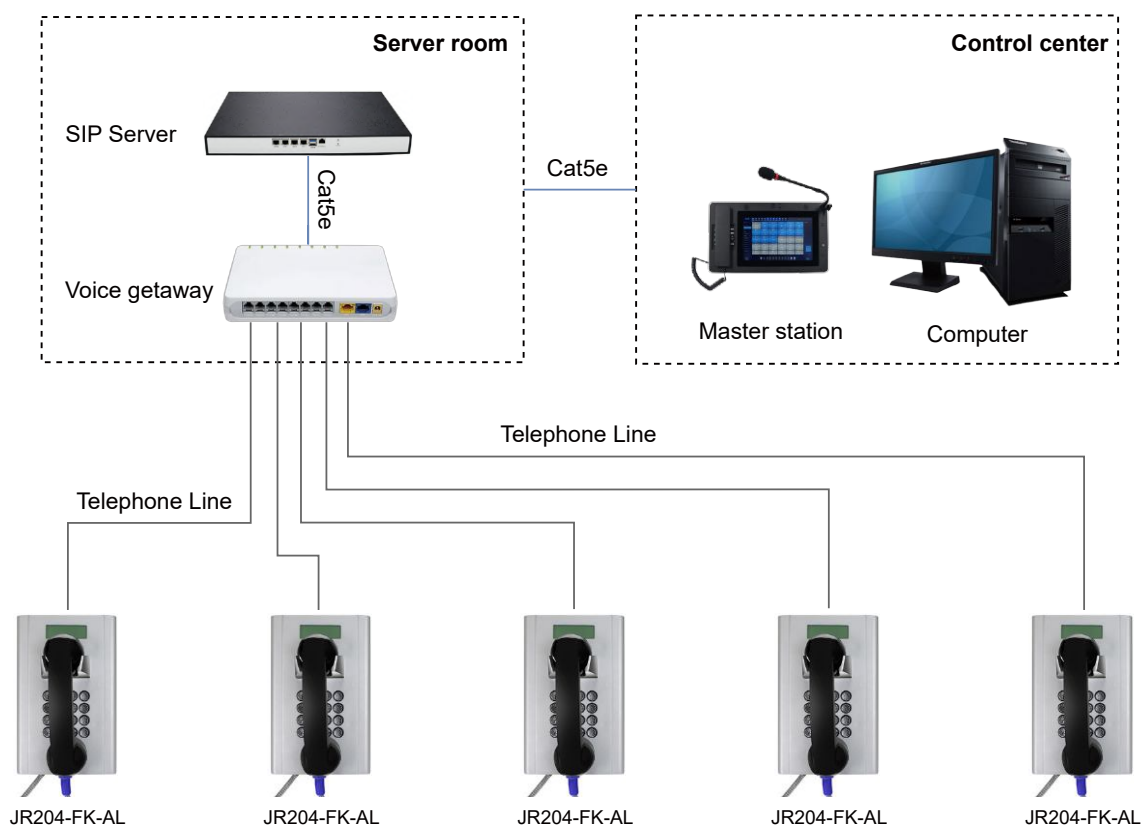 Server room
Control center
SIP Server
Cat5e
Cat5e
Voice getaway
Master station
Computer
Telephone Line
Telephone Line
JR204-FK-AL
JR204-FK-AL
JR204-FK-AL
JR204-FK-AL
JR204-FK-AL